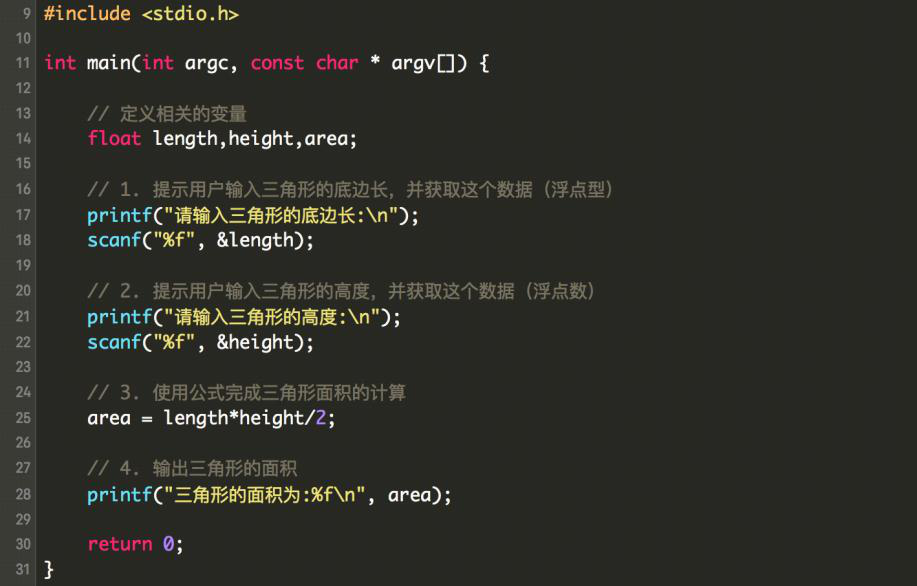 9 #include <stdio.h>
10
11 int main(int argc, const char * argv[]) {
12
13 // 定义相关的变量
14 float length,height,area;
15
16 // 1. 提示用户输入三角形的底边长，并获取这个数据（浮点型）
17 printf("请输入三角形的底边长:\n");
18 scanf("%f", &length);
19
20 // 2. 提示用户输入三角形的高度，并获取这个数据（浮点数）
21 printf("请输入三角形的高度:\n");
22 scanf("%f", &height);
23
24 // 3. 使用公式完成三角形面积的计算
25 area = length*height/2;
26
27 // 4. 输出三角形的面积
28 printf("三角形的面积为:%f\n", area);
29
30 return 0;
31 }